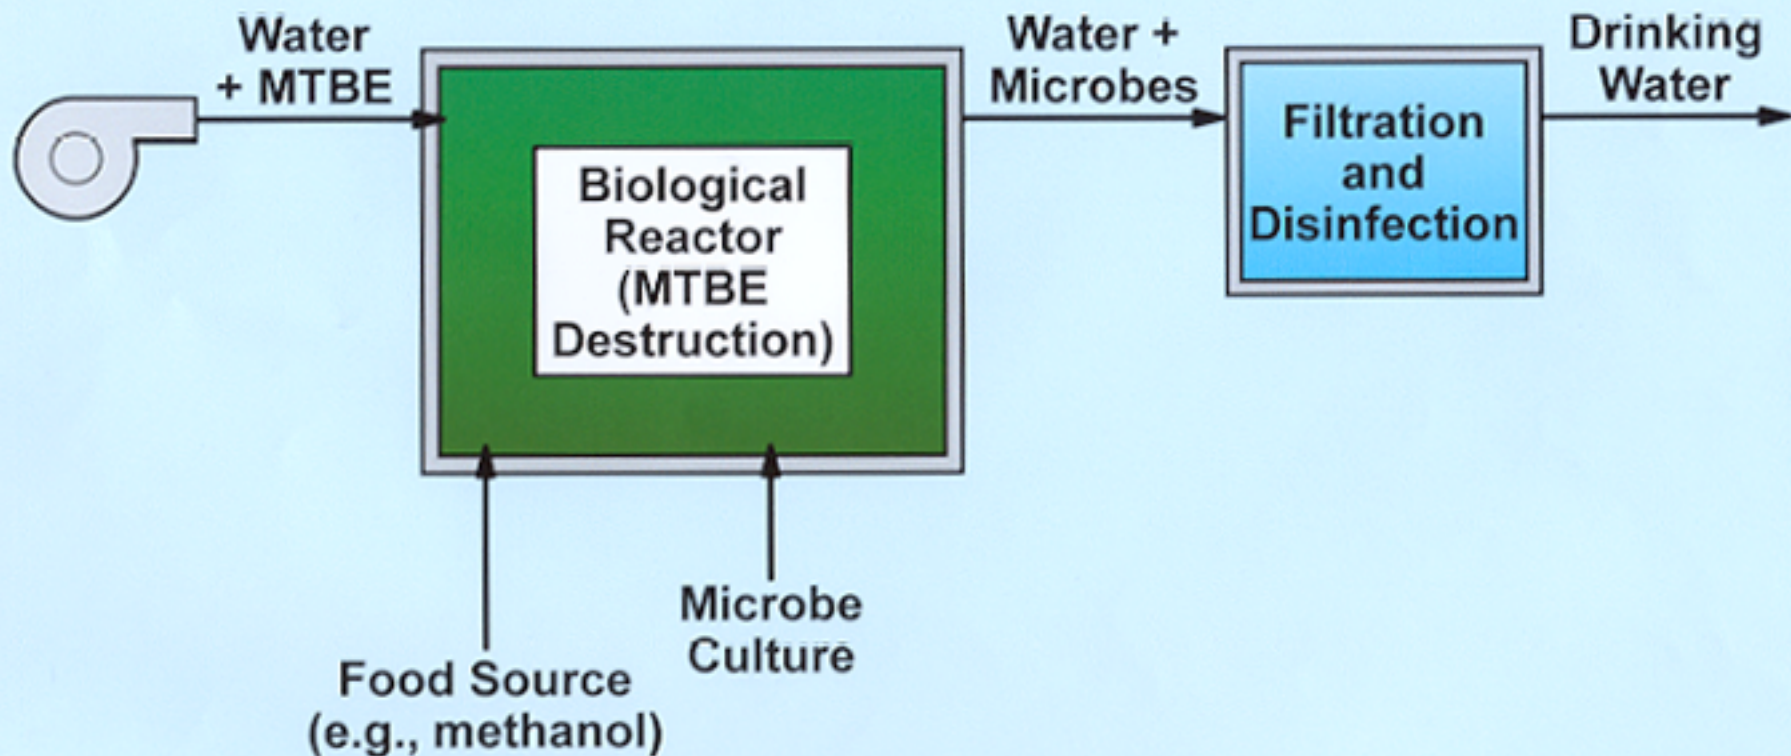 Water
+ MTBE
Biological
Reactor
(MTBE
Destruction)
Water +
Microbes
Filtration
and
Disinfection
Drinking
Water
Food Source
(e.g., methanol)
Microbe
Culture